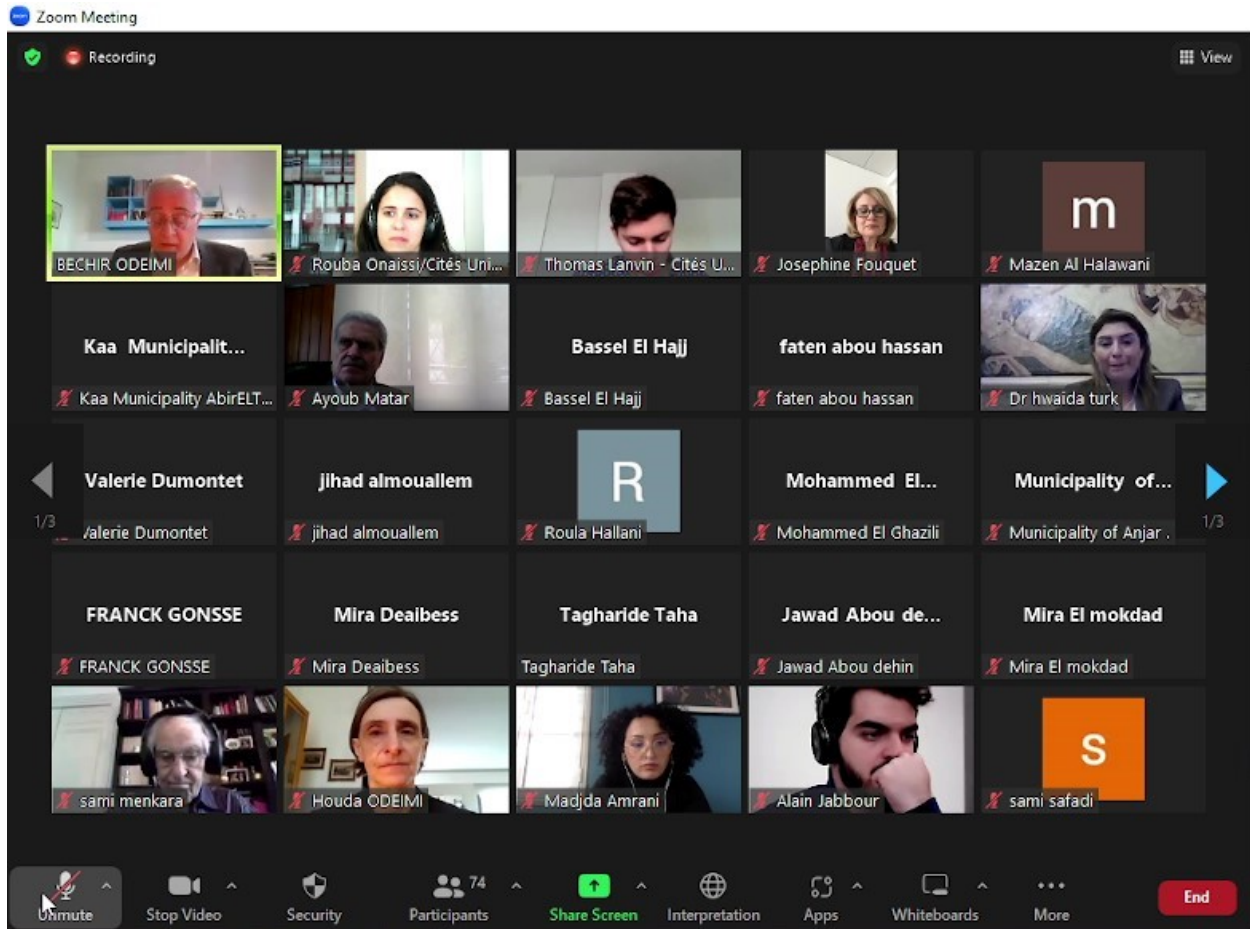 Zoom Meeting
Recording
View
BECHIR ODEIMI
Rouba Onaissi/Cités Uni...
Thomas Lanvin - Cités U...
Josephine Fouquet
m
Mazen Al Halawani
Kaa Municipalit...
Kaa Municipality AbirELT...
Ayoub Matar
Bassel El Hajj
Bassel El Hajj
faten abou hassan
faten abou hassan
Dr hwaida turk
Valerie Dumontet
Valerie Dumontet
jihad almouallem
jihad almouallem
R
Roula Hallani
Mohammed El...
Mohammed El Ghazili
Municipality of...
Municipality of Anjar .
1/3
1/3
FRANCK GONSSE
FRANCK GONSSE
Mira Deaibess
Mira Deaibess
Tagharide Taha
Tagharide Taha
Jawad Abou de...
Jawad Abou dehin
Mira El mokdad
Mira El mokdad
sami menkara
Houda ODEIMI
Madjda Amrani
Alain Jabbour
s
sami safadi
Unmute
Stop Video
Security
74
Participants
Share Screen
Interpretation
Apps
Whiteboards
More
End